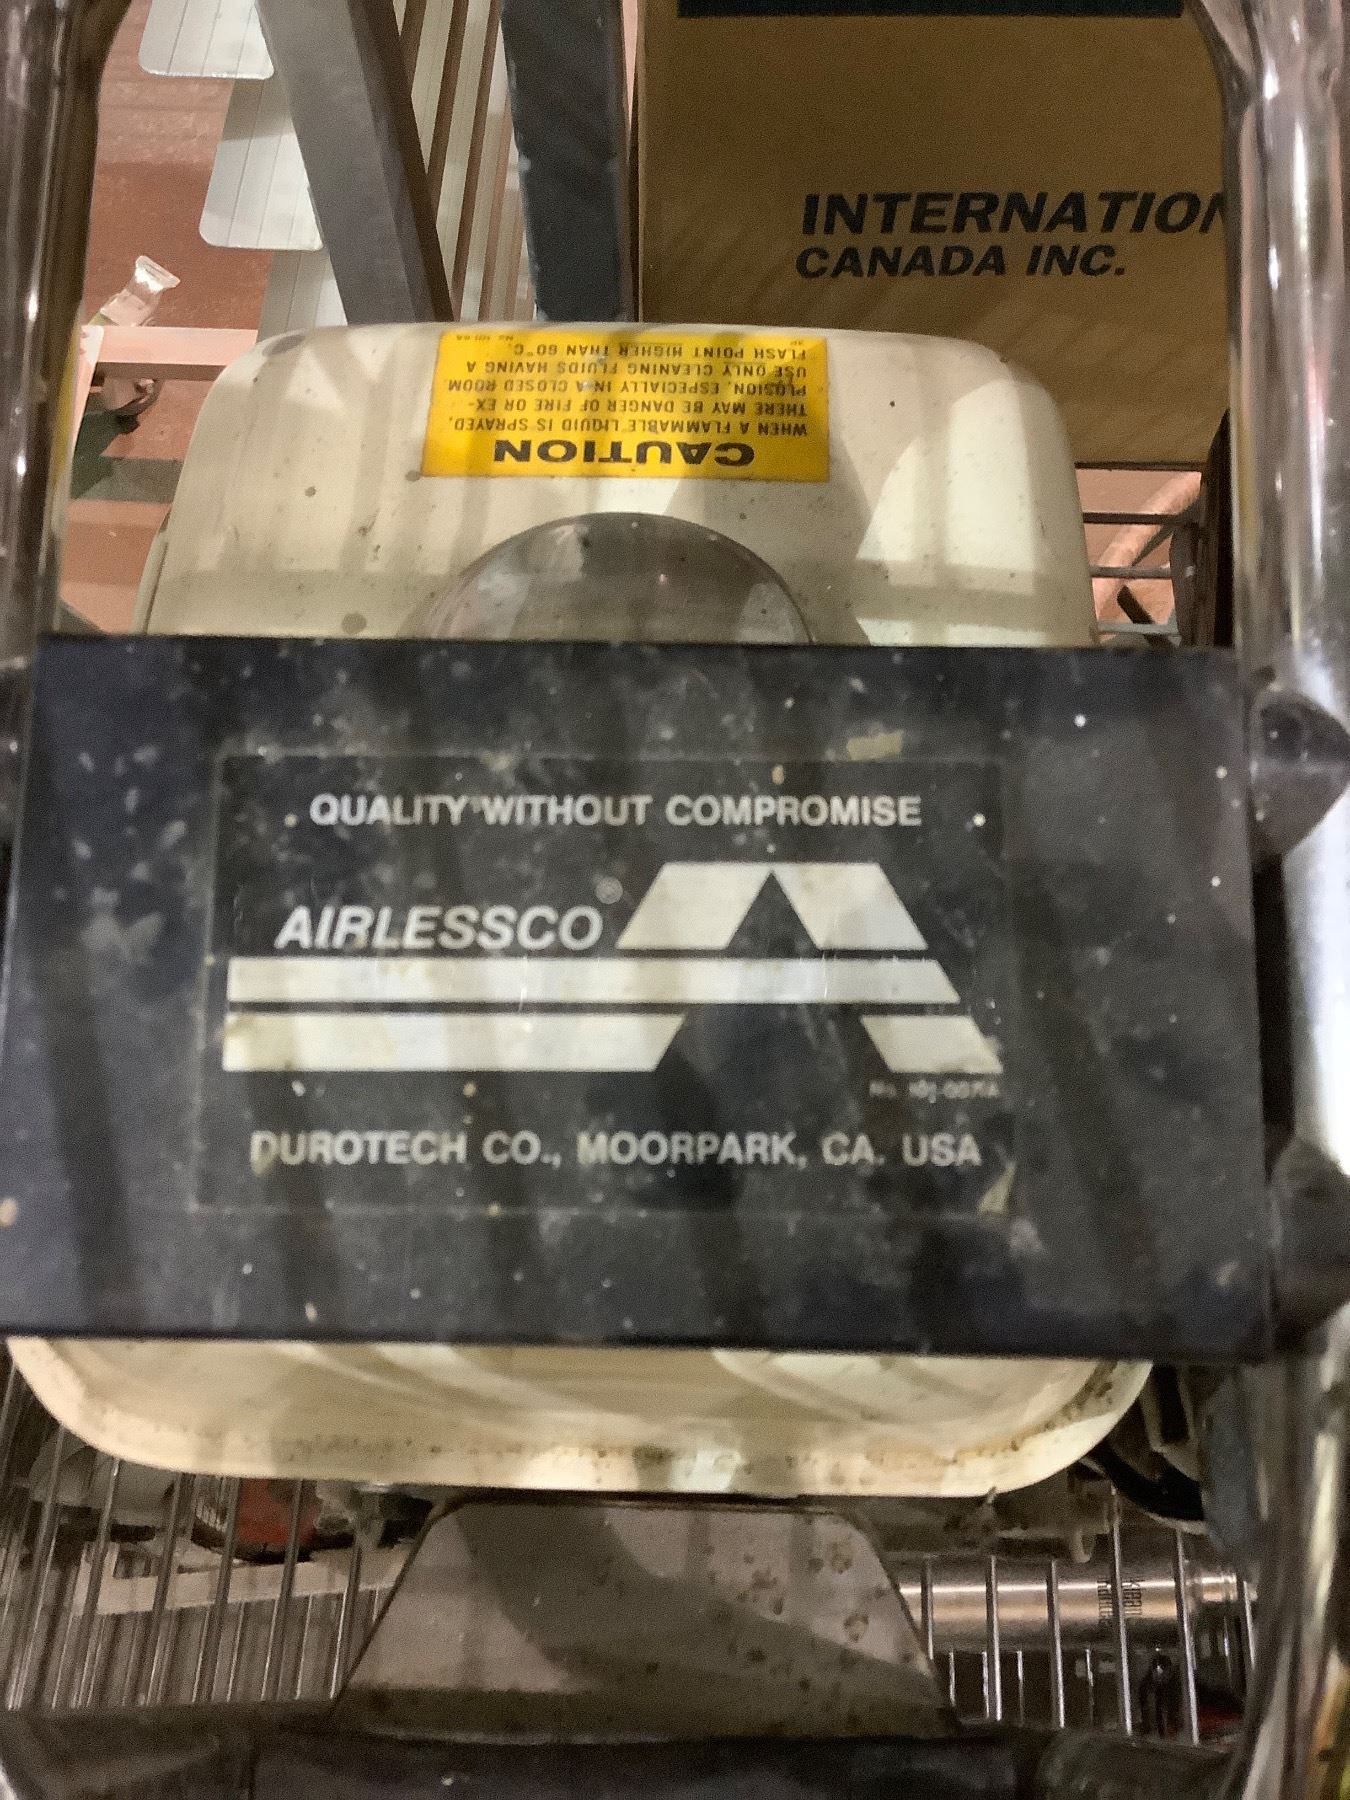 INTERNATION
CANADA INC.
CAUTION
WHEN A FLAMMABLE LIQUID IS SPRAYED,
THERE MAY BE DANGER OF FIRE OR EX-
PLOSION, ESPECIALLY IN A CLOSED ROOM.
USE ONLY CLEANING FLUIDS HAVING A
FLASH POINT HIGHER THAN 60°C.
QUALITY WITHOUT COMPROMISE
AIRLESSCO
No.
DUROTECH CO., MOORPARK, CA. USA